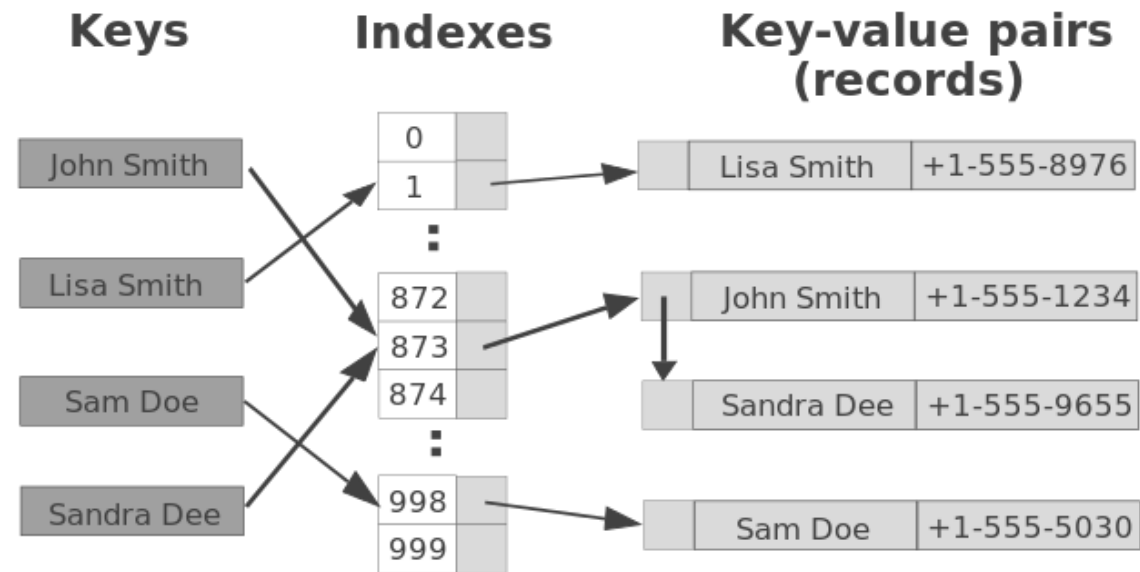 Keys
Indexes
Key-value pairs
(records)
John Smith
Lisa Smith
Sam Doe
Sandra Dee
0
1
872
873
874
998
999
Lisa Smith +1-555-8976
John Smith +1-555-1234
Sandra Dee +1-555-9655
Sam Doe +1-555-5030